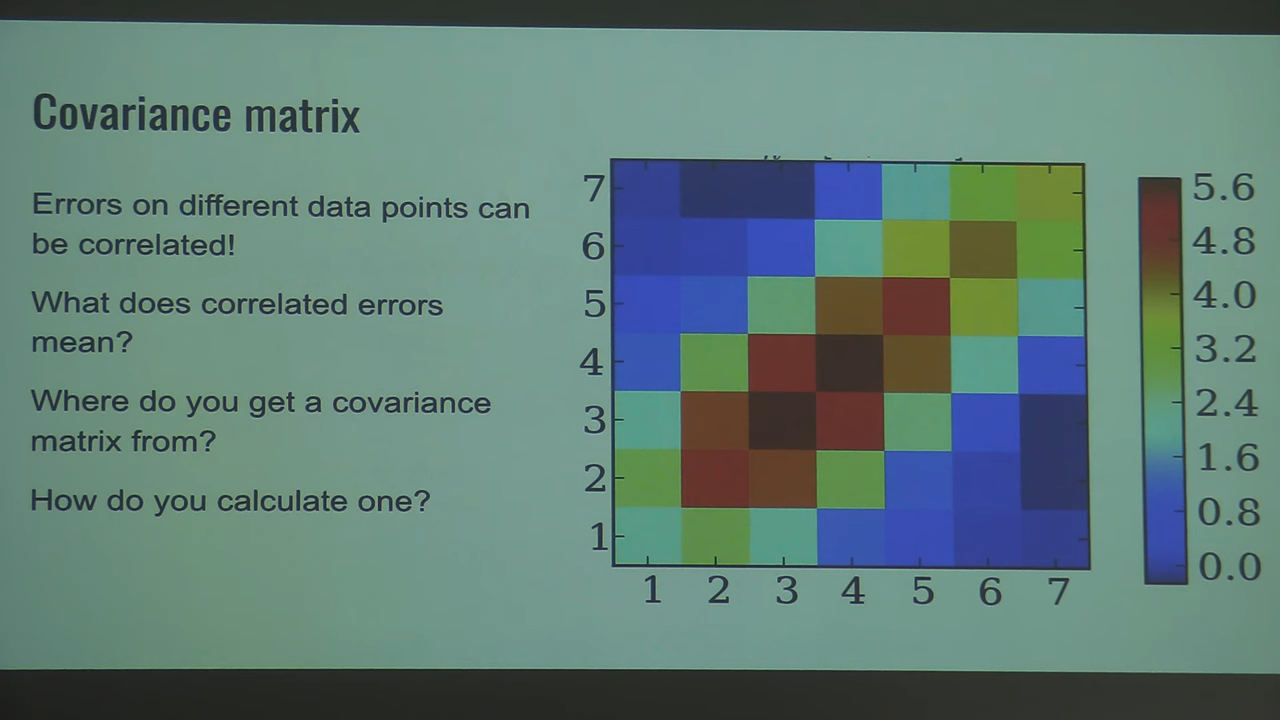 Covariance matrix
Errors on different data points can
be correlated!
What does correlated errors
mean?
Where do you get a covariance
matrix from?
How do you calculate one?
7
6
5
4
3
2
1
1 2 3 4 5 6 7
5.6
4.8
4.0
3.2
2.4
1.6
0.8
0.0